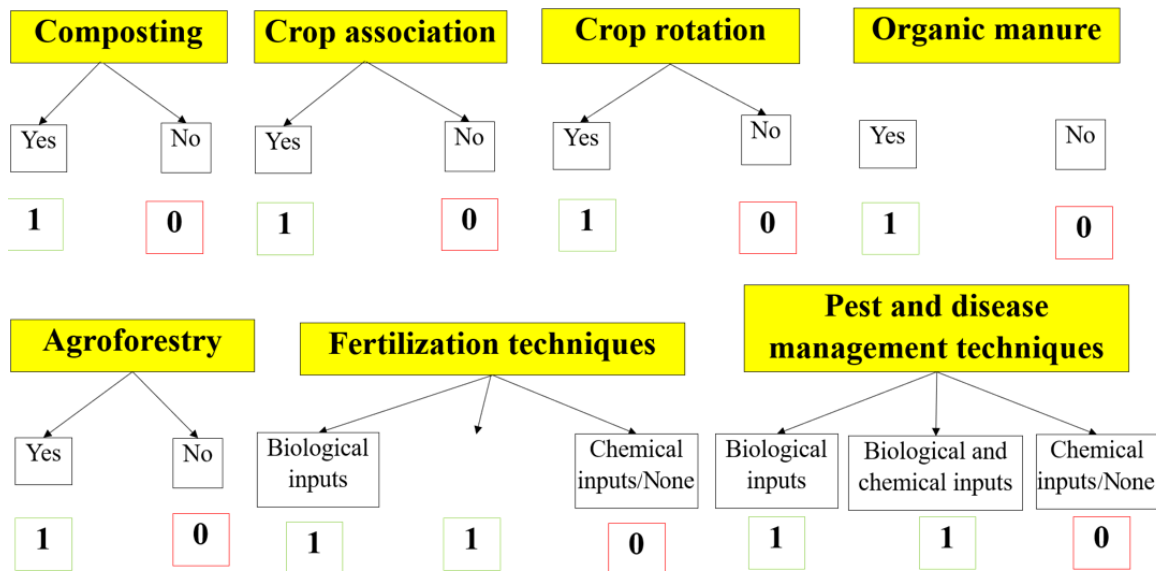 Composting
Crop association
Crop rotation
Organic manure
Yes
No
Yes
No
Yes
No
Yes
No
1
0
1
0
1
0
1
0
Agroforestry
Fertilization techniques
Pest and disease
management techniques
Yes
No
Biological
inputs
Chemical
inputs/None
Biological
inputs
Biological and
chemical inputs
Chemical
inputs/None
1
0
1
1
0
1
1
0